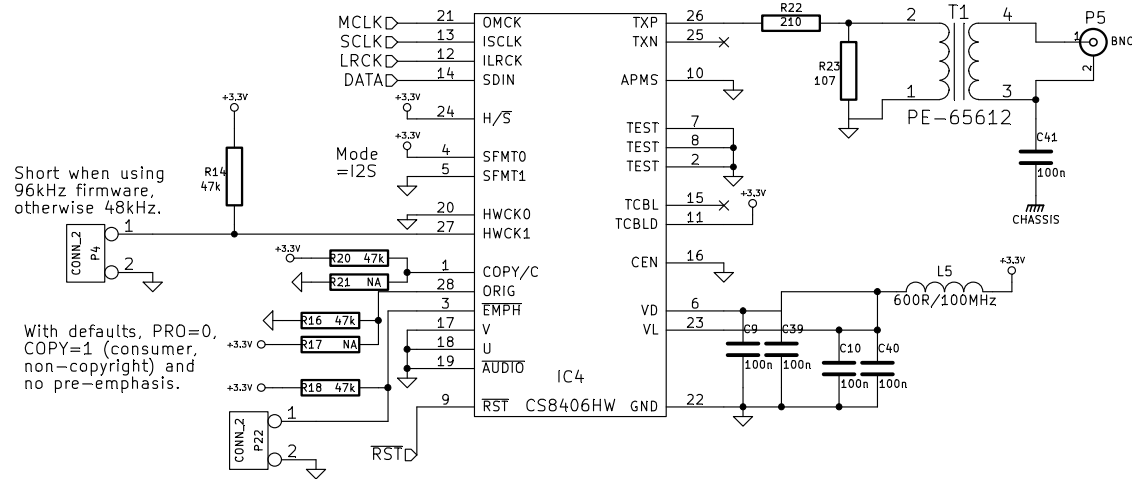 MCLK 21 OMCK
SCLK 13 ISCLK
LRCK 12 ILRCK
DATA 14 SDIN
+3.3V
24 H/S
+3.3V
4 SFMT0
5 SFMT1
Mode
=I2S
20 HWCK0
27 HWCK1
+3.3V
R14
47k
Short when using
96kHz firmware,
otherwise 48kHz.
CONN_2
P4
1
2
+3.3V R20 47k
R21 NA
1 COPY/C
28 ORIG
3 EMPH
R16 47k
+3.3V R17 NA
17 V
18 U
19 AUDIO
With defaults, PRO=0,
COPY=1 (consumer,
non-copyright) and
no pre-emphasis.
+3.3V R18 47k
CONN_2
P22
1
2
9 RST
RST
IC4
CS8406HW
TXP 26
TXN 25
APMS 10
TEST 7
TEST 8
TEST 2
TCBL 15
TCBLD 11
+3.3V
CEN 16
VD 6
VL 23
GND 22
R22
210
R23
107
T1
2
1
4
3
PE-65612
P5
1
2
BNC
C41
100n
CHASSIS
L5
600R/100MHz
+3.3V
C9
100n
C39
100n
C10
100n
C40
100n